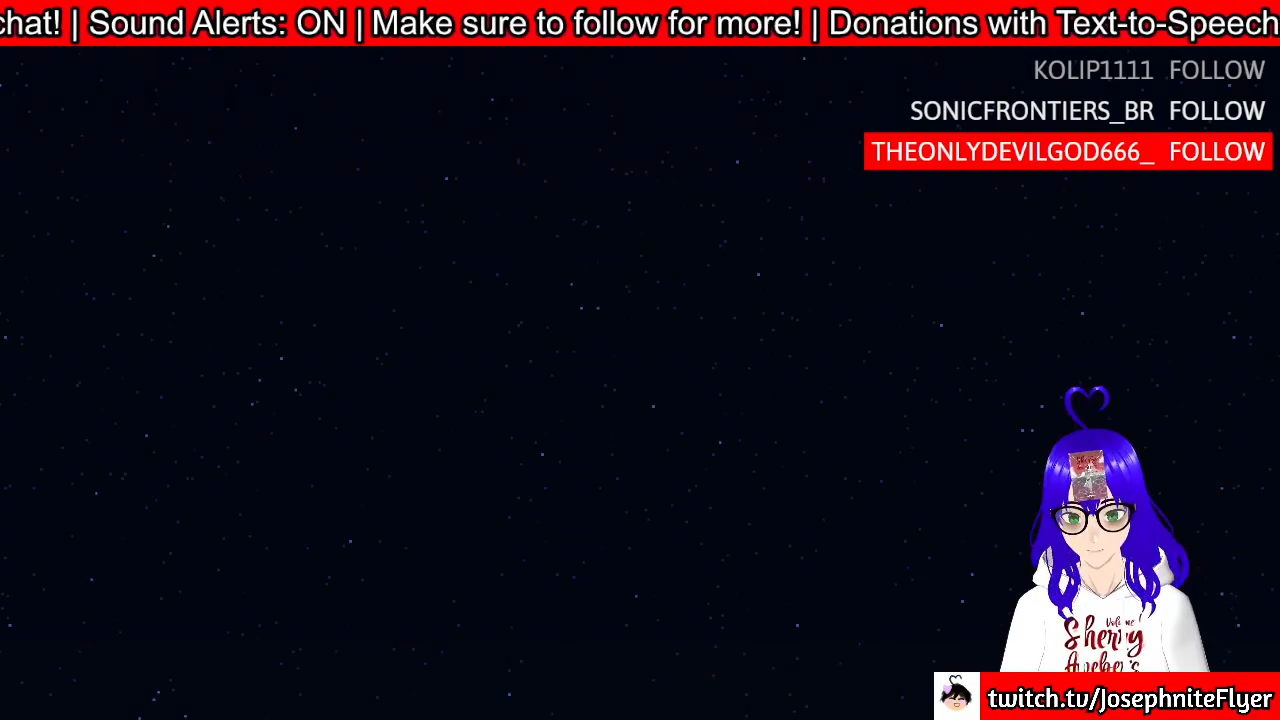 chat! | Sound Alerts: ON | Make sure to follow for more! | Donations with Text-to-Speech
KOLIP1111 FOLLOW
SONICFRONTIERS_BR FOLLOW
THEONLYDEVILGOD666_ FOLLOW
Sherry
twitch.tv/JosephniteFlyer